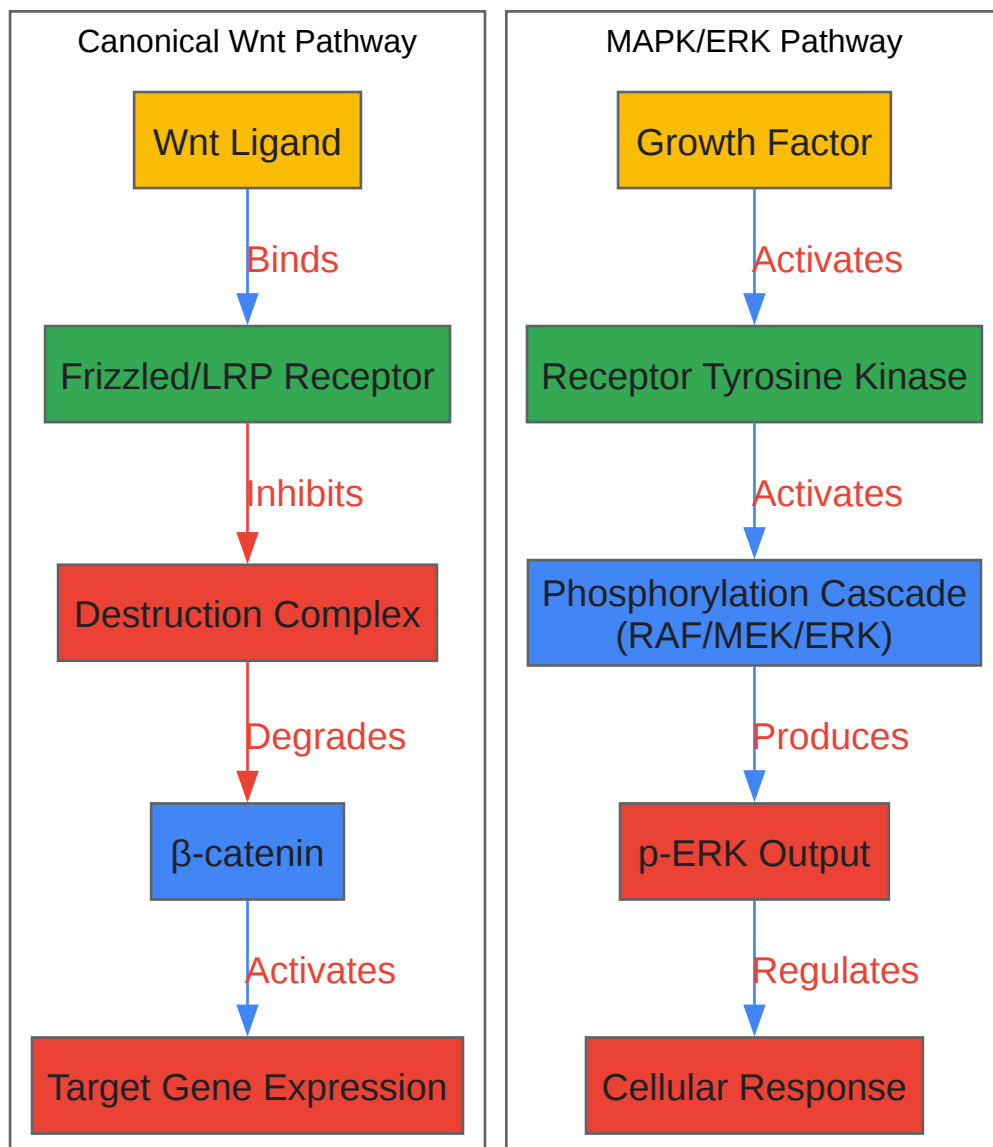 Canonical Wnt Pathway
Wnt Ligand
Binds
Frizzled/LRP Receptor
Inhibits
Destruction Complex
Degrades
β-catenin
Activates
Target Gene Expression
MAPK/ERK Pathway
Growth Factor
Activates
Receptor Tyrosine Kinase
Activates
Phosphorylation Cascade
(RAF/MEK/ERK)
Produces
p-ERK Output
Regulates
Cellular Response